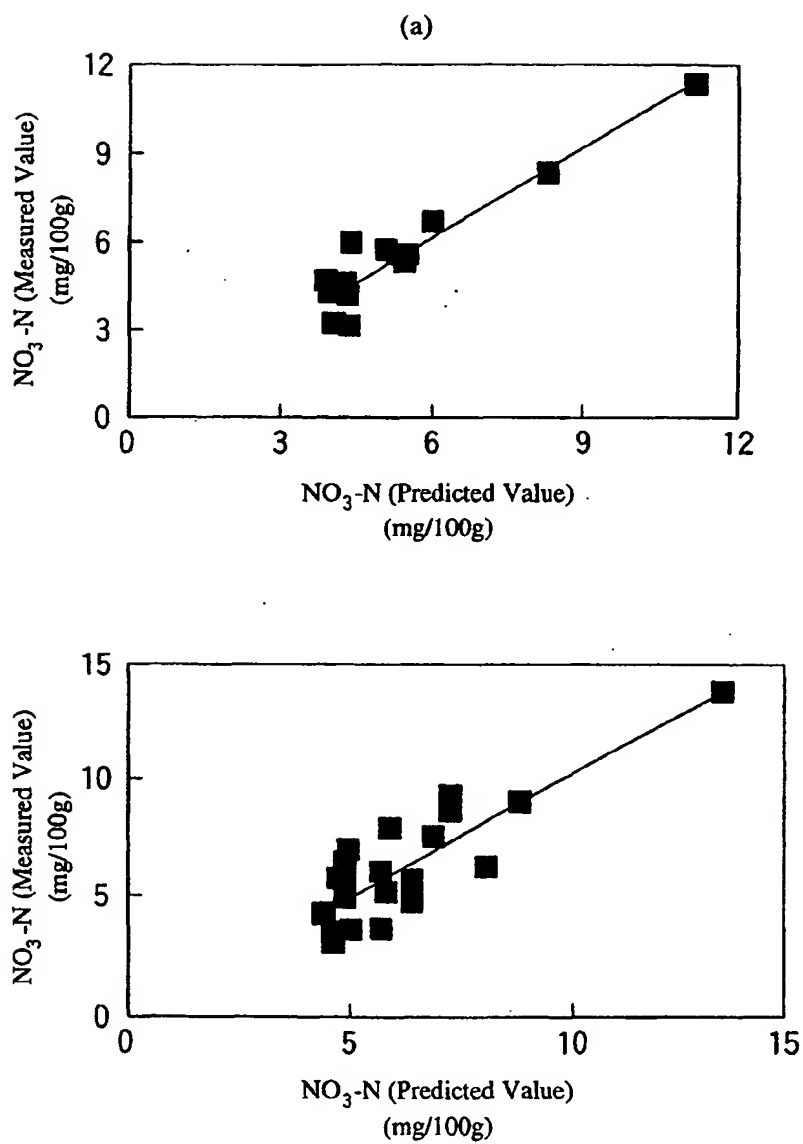 (a)
12
9
6
3
0
0 3 6 9 12
NO₃-N (Measured Value)
(mg/100g)
NO₃-N (Predicted Value)
(mg/100g)
15
10
5
0
0 5 10 15
NO₃-N (Measured Value)
(mg/100g)
NO₃-N (Predicted Value)
(mg/100g)